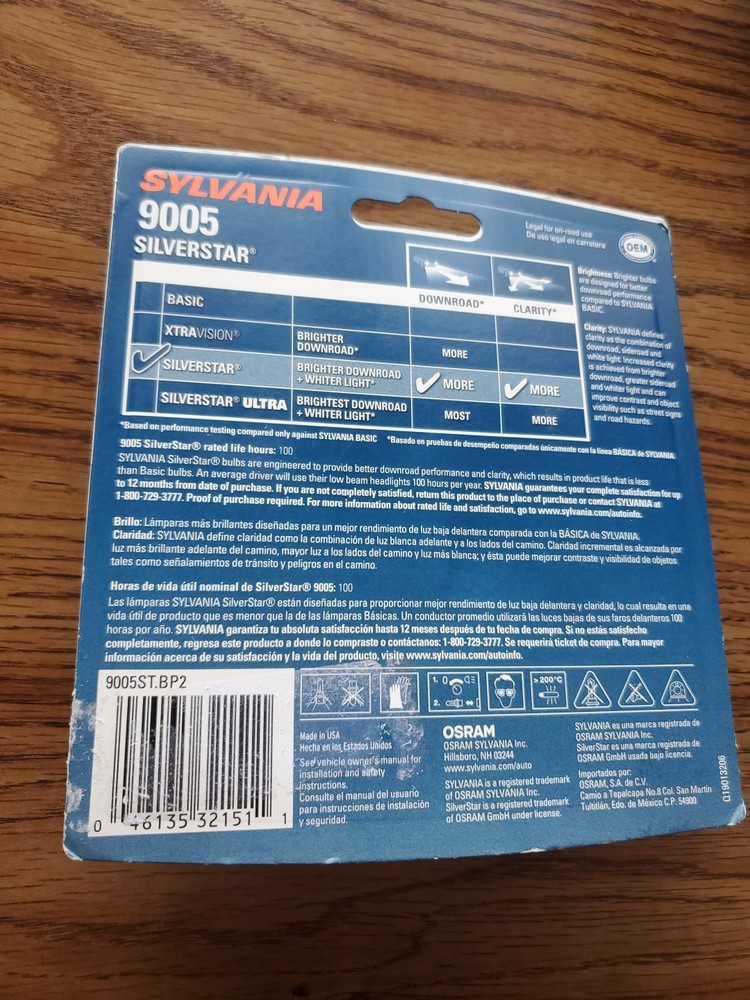 SYLVANIA
9005
SILVERSTAR®
Legal for on-road use
De uso legal en carretera
OEM
DOWNROAD* CLARITY*
BASIC
XTRAVISION® BRIGHTER DOWNROAD* MORE
SILVERSTAR® BRIGHTER DOWNROAD + WHITER LIGHT* MORE MORE
SILVERSTAR® ULTRA BRIGHTEST DOWNROAD + WHITER LIGHT* MOST MORE
Brightness: Brighter bulbs
are designed for better
downroad performance
compared to SYLVANIA
BASIC.
Clarity: SYLVANIA defines
clarity as the combination of
downroad, sideroad and
white light. Increased clarity
is achieved from brighter
downroad, greater sideroad
and whiter light and can
improve contrast and object
visibility such as street signs
and road hazards.
*Based on performance testing compared only against SYLVANIA BASIC *Basado en pruebas de desempeño comparadas únicamente con la línea BÁSICA de SYLVANIA.
9005 SilverStar® rated life hours: 100
SYLVANIA SilverStar® bulbs are engineered to provide better downroad performance and clarity, which results in product life that is less
than Basic bulbs. An average driver will use their low beam headlights 100 hours per year. SYLVANIA guarantees your complete satisfaction for up
to 12 months from date of purchase. If you are not completely satisfied, return this product to the place of purchase or contact SYLVANIA at
1-800-729-3777. Proof of purchase required. For more information about rated life and satisfaction, go to www.sylvania.com/autoinfo.
Brillo: Lámparas más brillantes diseñadas para un mejor rendimiento de luz baja delantera comparada con la BÁSICA de SYLVANIA.
Claridad: SYLVANIA define claridad como la combinación de luz blanca adelante y a los lados del camino. Claridad incremental es alcanzada por
luz más brillante adelante del camino, mayor luz a los lados del camino y luz más blanca; y ésta puede mejorar contraste y visibilidad de objetos
tales como señalamientos de tránsito y peligros en el camino.
Horas de vida útil nominal de SilverStar® 9005: 100
Las lámparas SYLVANIA SilverStar® están diseñadas para proporcionar mejor rendimiento de luz baja delantera y claridad, lo cual resulta en una
vida útil de producto que es menor que la de las lámparas Básicas. Un conductor promedio utilizará las luces bajas de sus faros delanteros 100
horas por año. SYLVANIA garantiza tu absoluta satisfacción hasta 12 meses después de tu fecha de compra. Si no estás satisfecho
completamente, regresa este producto a donde lo compraste o contáctanos: 1-800-729-3777. Se requerirá ticket de compra. Para mayor
información acerca de su satisfacción y la vida del producto, visite www.sylvania.com/autoinfo.
9005ST.BP2
0 46135 32151 1
1. 0
2.
>200°C
Made in USA
Hecha en los Estados Unidos
See vehicle owner's manual for
installation and safety
instructions.
Consulte el manual del usuario
para instrucciones de instalación
y seguridad.
OSRAM
OSRAM SYLVANIA Inc.
Hillsboro, NH 03244
www.sylvania.com/auto
SYLVANIA is a registered trademark
of OSRAM SYLVANIA Inc.
SilverStar is a registered trademark
of OSRAM GmbH under license.
SYLVANIA es una marca registrada de
OSRAM SYLVANIA Inc.
SilverStar es una marca registrada de
OSRAM GmbH usado bajo licencia.
Importados por:
OSRAM, S.A. de C.V.
Camio a Tepalcapa No.8 Col. San Martín
Tultitlán, Edo. de México C.P. 54900
Q19013206